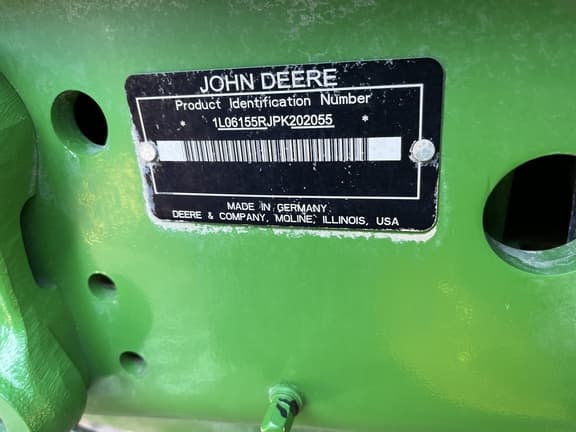 JOHN DEERE
Product Identification Number
* 1L06155RJPK202055 *
MADE IN GERMANY
DEERE & COMPANY, MOLINE, ILLINOIS, USA